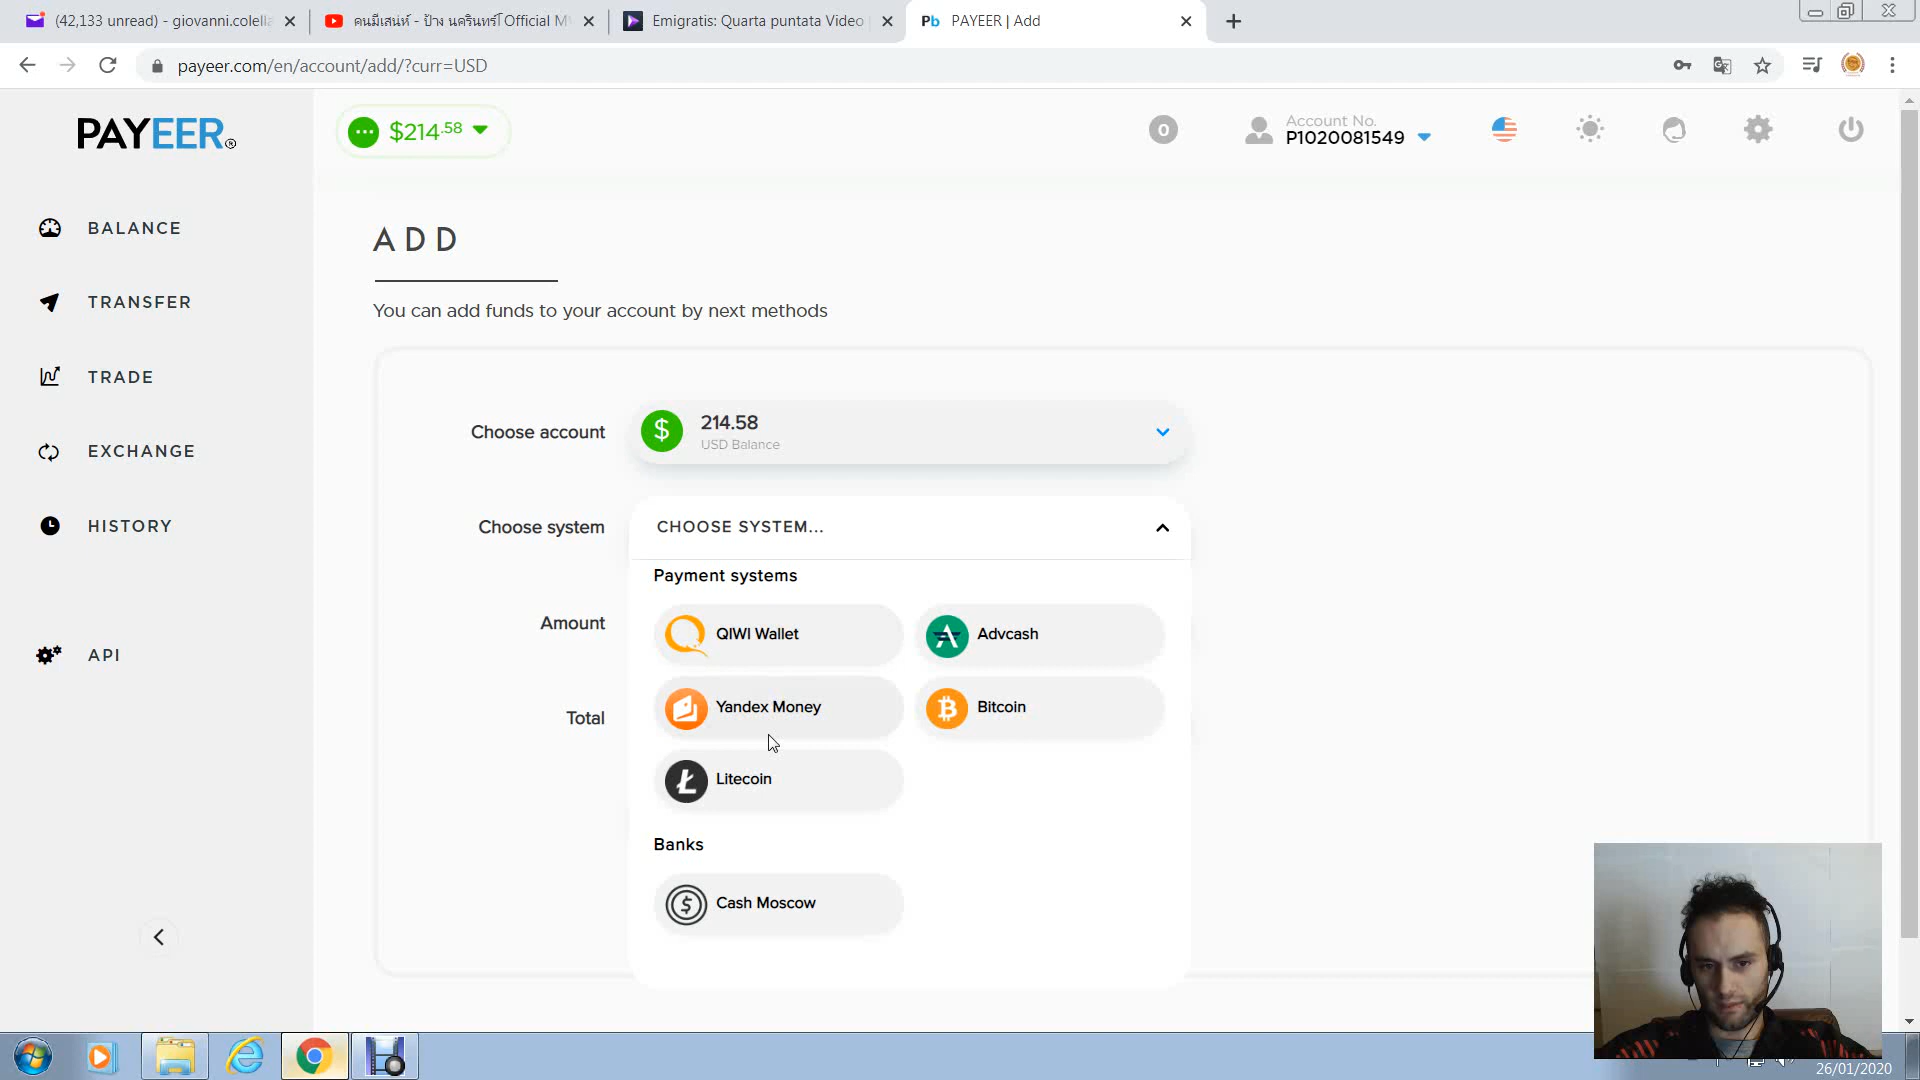 (42,133 unread) - giovanni.colella
คนมีเสน่ห์ - ป้าง นครินทร์ 「Official M
Emigratis: Quarta puntata Video
Pb PAYEER | Add
payeer.com/en/account/add/?curr=USD
PAYEER®
$214.58
0
Account No.
P1020081549
BALANCE
TRANSFER
TRADE
EXCHANGE
HISTORY
API
ADD
You can add funds to your account by next methods
Choose account
$
214.58
USD Balance
Choose system
CHOOSE SYSTEM...
Amount
Total
Payment systems
QIWI Wallet
Advcash
Yandex Money
Bitcoin
Litecoin
Banks
Cash Moscow
26/01/2020